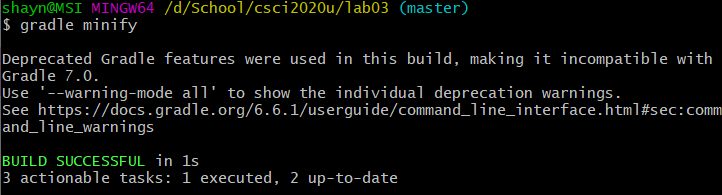 shayn@MSI MINGW64 /d/School/csci2020u/lab03 (master)
$ gradle minify
Deprecated Gradle features were used in this build, making it incompatible with
Gradle 7.0.
Use '--warning-mode all' to show the individual deprecation warnings.
See https://docs.gradle.org/6.6.1/userguide/command_line_interface.html#sec:comm
and_line_warnings
BUILD SUCCESSFUL in 1s
3 actionable tasks: 1 executed, 2 up-to-date